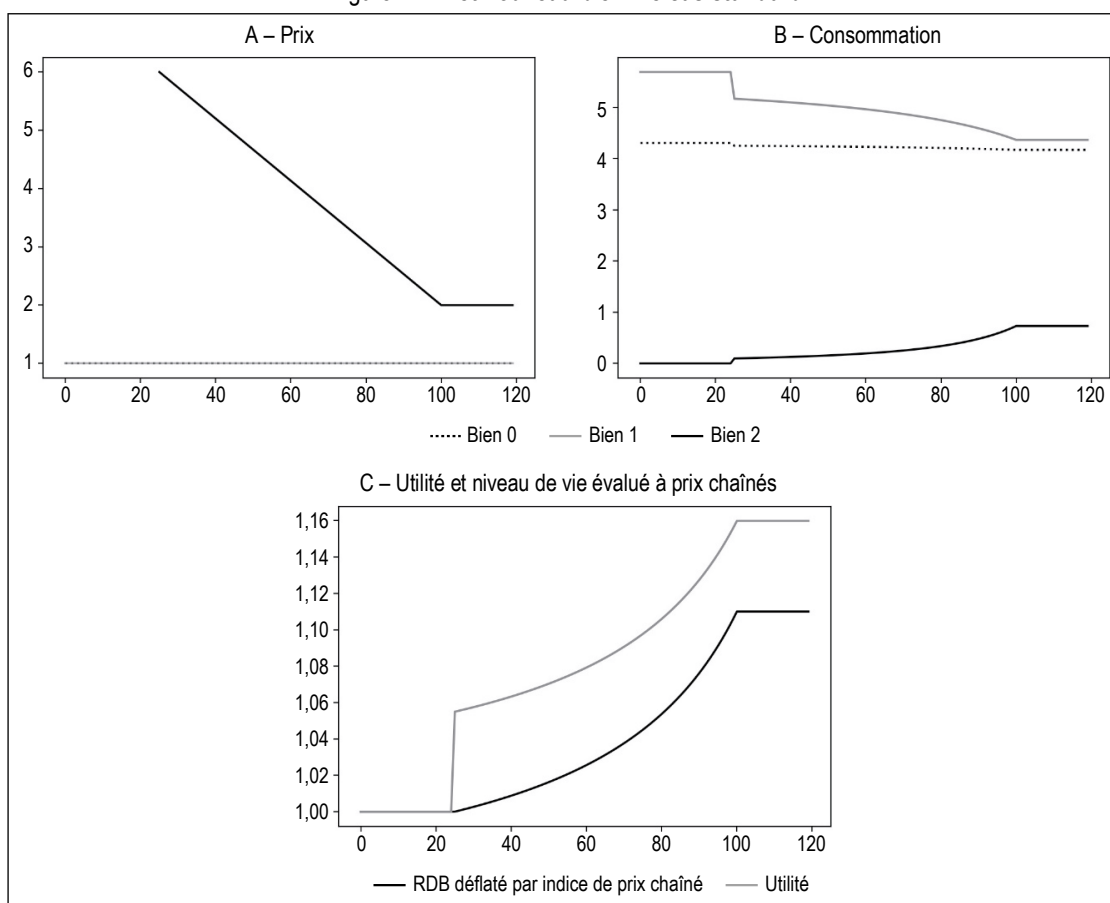 A – Prix
B – Consommation
6
5
4
3
2
1
0 20 40 60 80 100 120
5
4
3
2
1
0
0 20 40 60 80 100 120
Bien 0 Bien 1 Bien 2
C – Utilité et niveau de vie évalué à prix chaînés
1,16
1,14
1,12
1,10
1,08
1,06
1,04
1,02
1,00
0 20 40 60 80 100 120
RDB déflaté par indice de prix chaîné Utilité